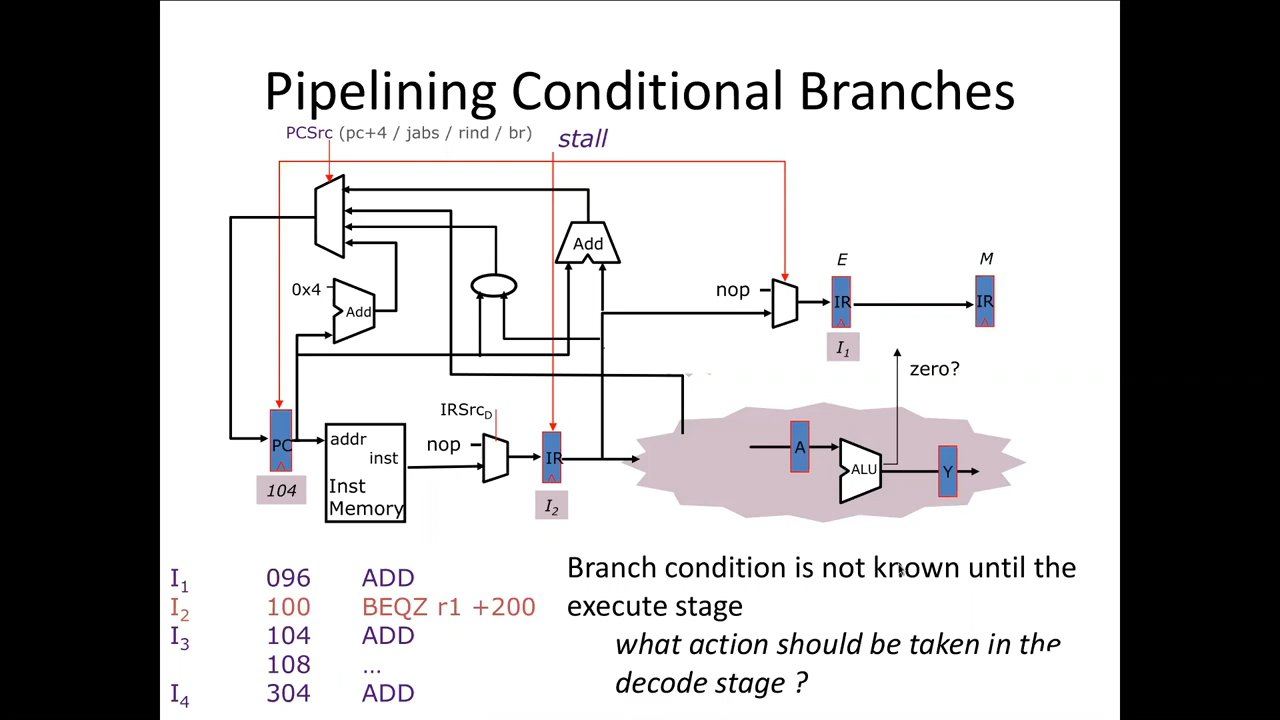 Pipelining Conditional Branches
PCSrc (pc+4 / jabs / rind / br)
stall
Add
E
M
0x4
Add
nop
IR
IR
I₁
zero?
IRSrcD
PC
addr
inst
Inst
Memory
nop
IR
A
ALU
Y
104
I₂
I₁ 096 ADD
I₂ 100 BEQZ r1 +200
I₃ 104 ADD
108 ...
I₄ 304 ADD
Branch condition is not known until the
execute stage
what action should be taken in the
decode stage ?